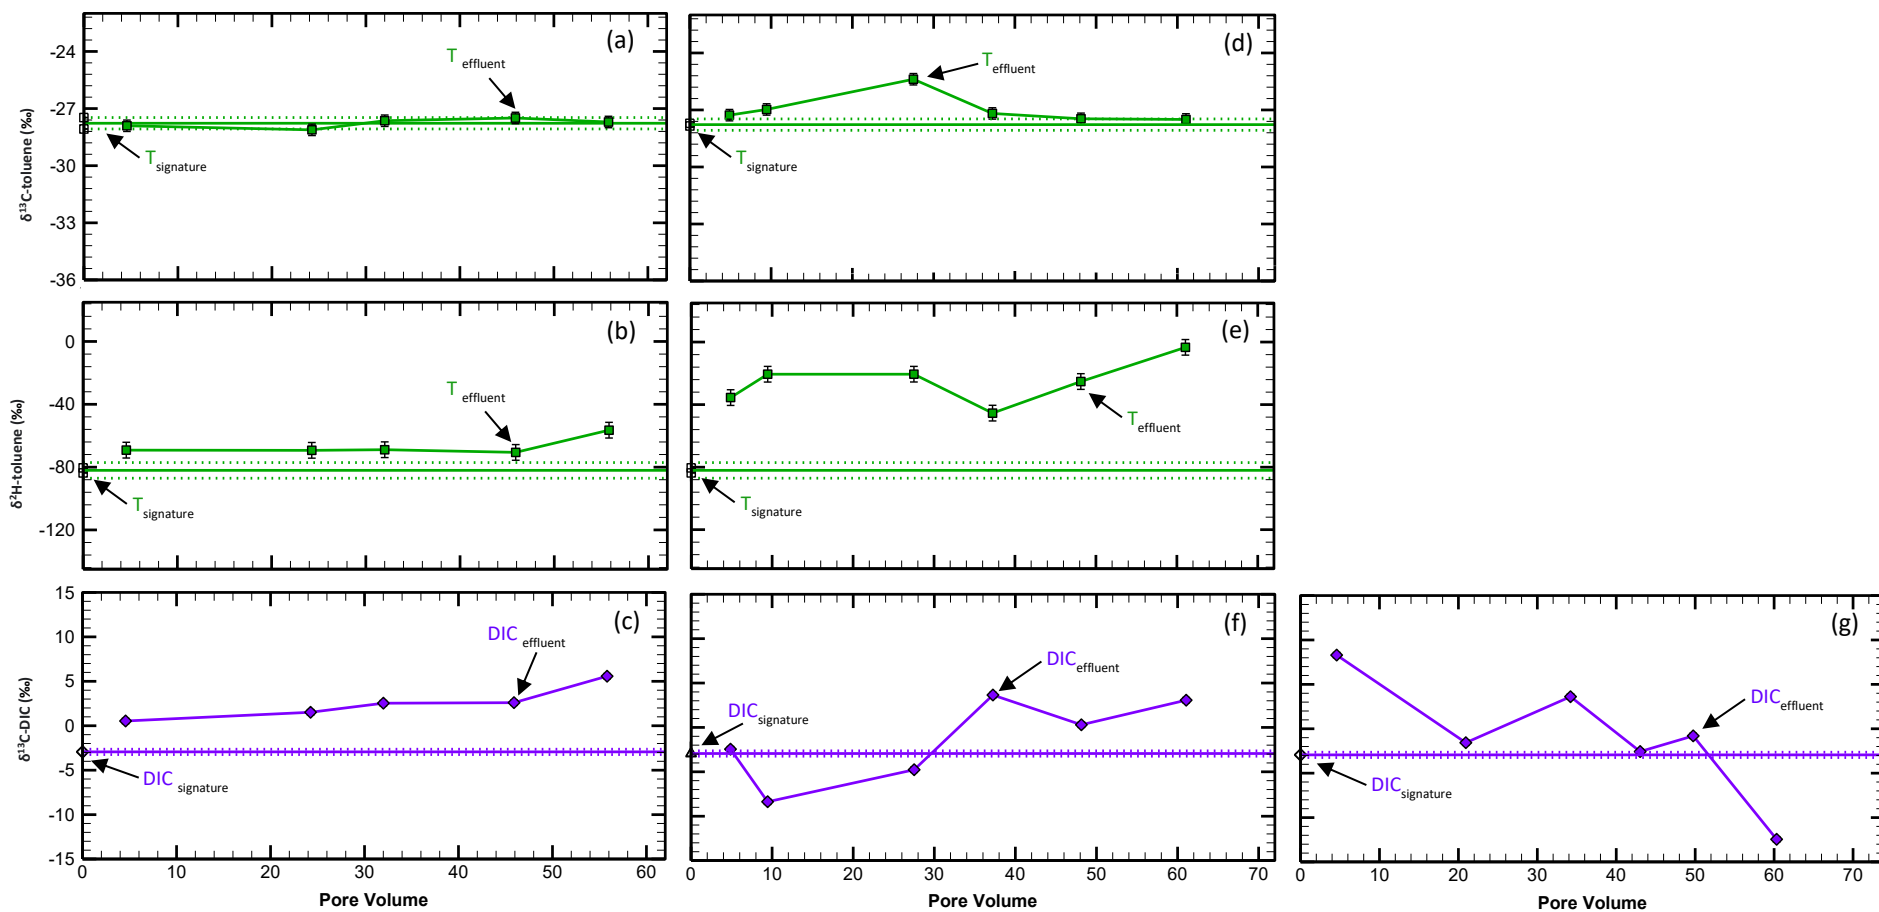 (a)
T effluent
T signature
δ¹³C-toluene (‰)
-24
-27
-30
-33
-36
(d)
T effluent
T signature
(b)
T effluent
T signature
δ²H-toluene (‰)
0
-40
-80
-120
(e)
T effluent
T signature
(c)
DIC effluent
DIC signature
δ¹³C-DIC (‰)
15
10
5
0
-5
-10
-15
0 10 20 30 40 50 60
Pore Volume
(f)
DIC effluent
DIC signature
0 10 20 30 40 50 60 70
Pore Volume
(g)
DIC effluent
DIC signature
0 10 20 30 40 50 60 70
Pore Volume